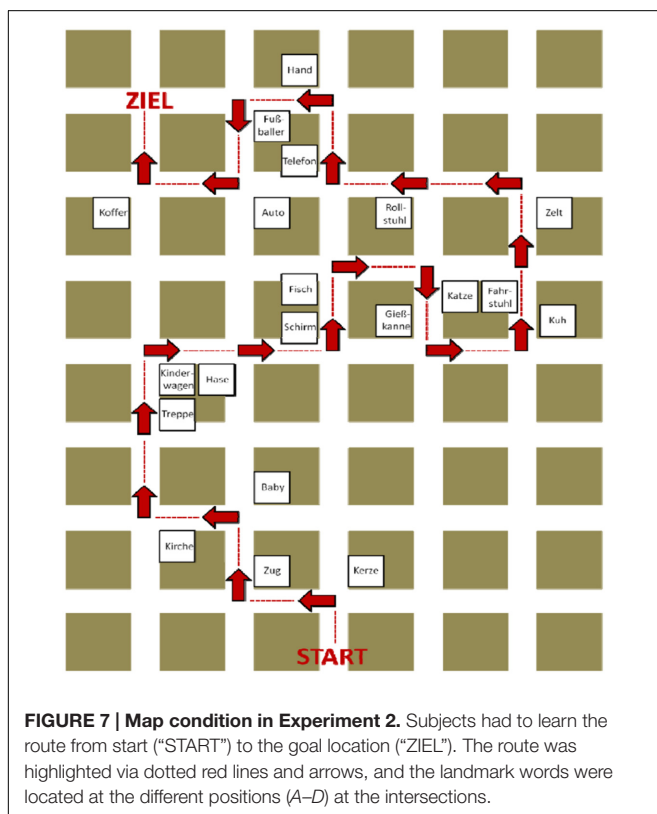 Hand
ZIEL
Fuß-
baller
Telefon
Koffer
Auto
Roll-
stuhl
Zelt
Fisch
Katze
Fahr-
stuhl
Schirm
Gieß-
kanne
Kuh
Kinder-
wagen
Hase
Treppe
Baby
Kirche
Zug
Kerze
START
FIGURE 7 | Map condition in Experiment 2. Subjects had to learn the
route from start (“START”) to the goal location (“ZIEL”). The route was
highlighted via dotted red lines and arrows, and the landmark words were
located at the different positions (A–D) at the intersections.